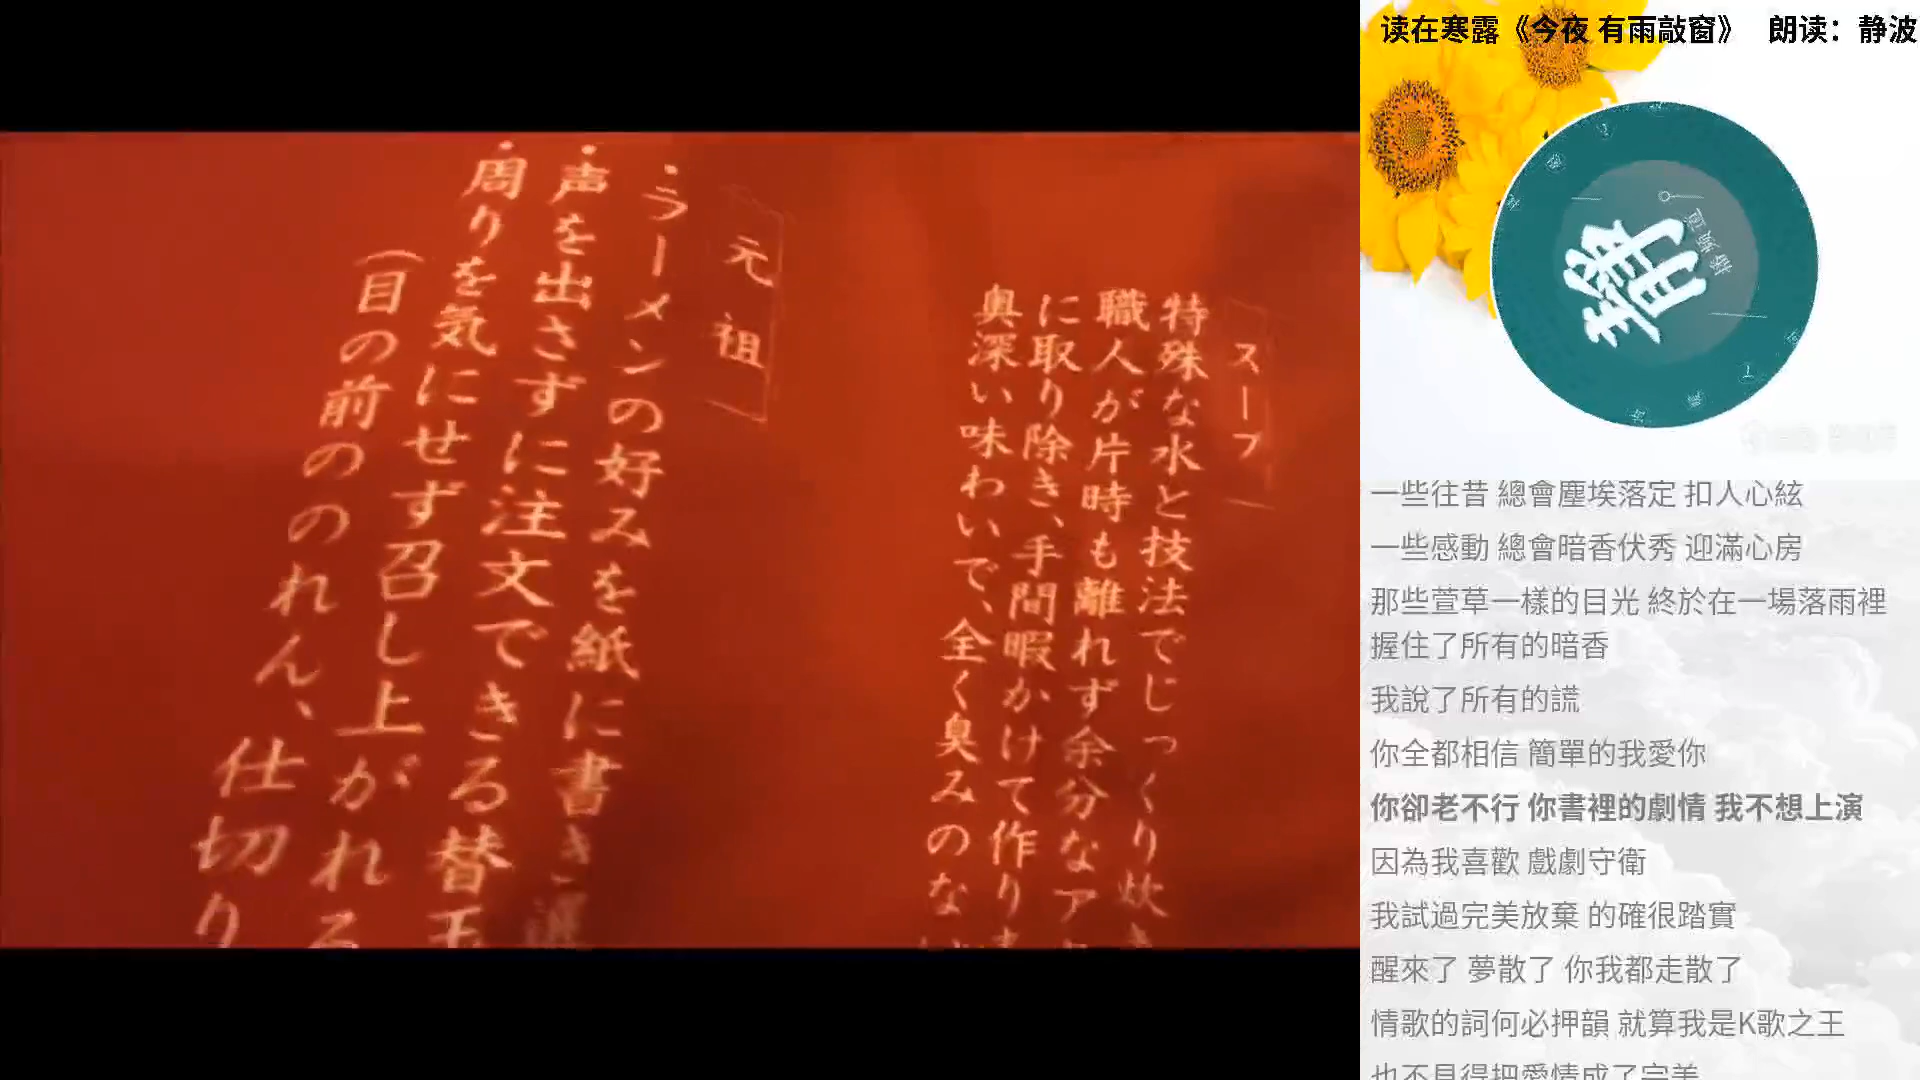 スープ
特殊な水と技法でじっくり炊き
職人が片時も離れず余分なア
に取り除き、手間暇かけて作り
奥深い味わいで、全く臭みのな
元祖
・ラーメンの好みを紙に書き
・声を出さずに注文できる替玉
・周りを気にせず召し上がれる
(目の前ののれん、仕切り
读在寒露《今夜 有雨敲窗》 朗读：静波
一些往昔 總會塵埃落定 扣人心絃
一些感動 總會暗香伏秀 迎滿心房
那些萱草一樣的目光 終於在一場落雨裡
握住了所有的暗香
我說了所有的謊
你全都相信 簡單的我愛你
你卻老不行 你書裡的劇情 我不想上演
因為我喜歡 戲劇守衛
我試過完美放棄 的確很踏實
醒來了 夢散了 你我都走散了
情歌的詞何必押韻 就算我是K歌之王
也不見得把愛情成了完美